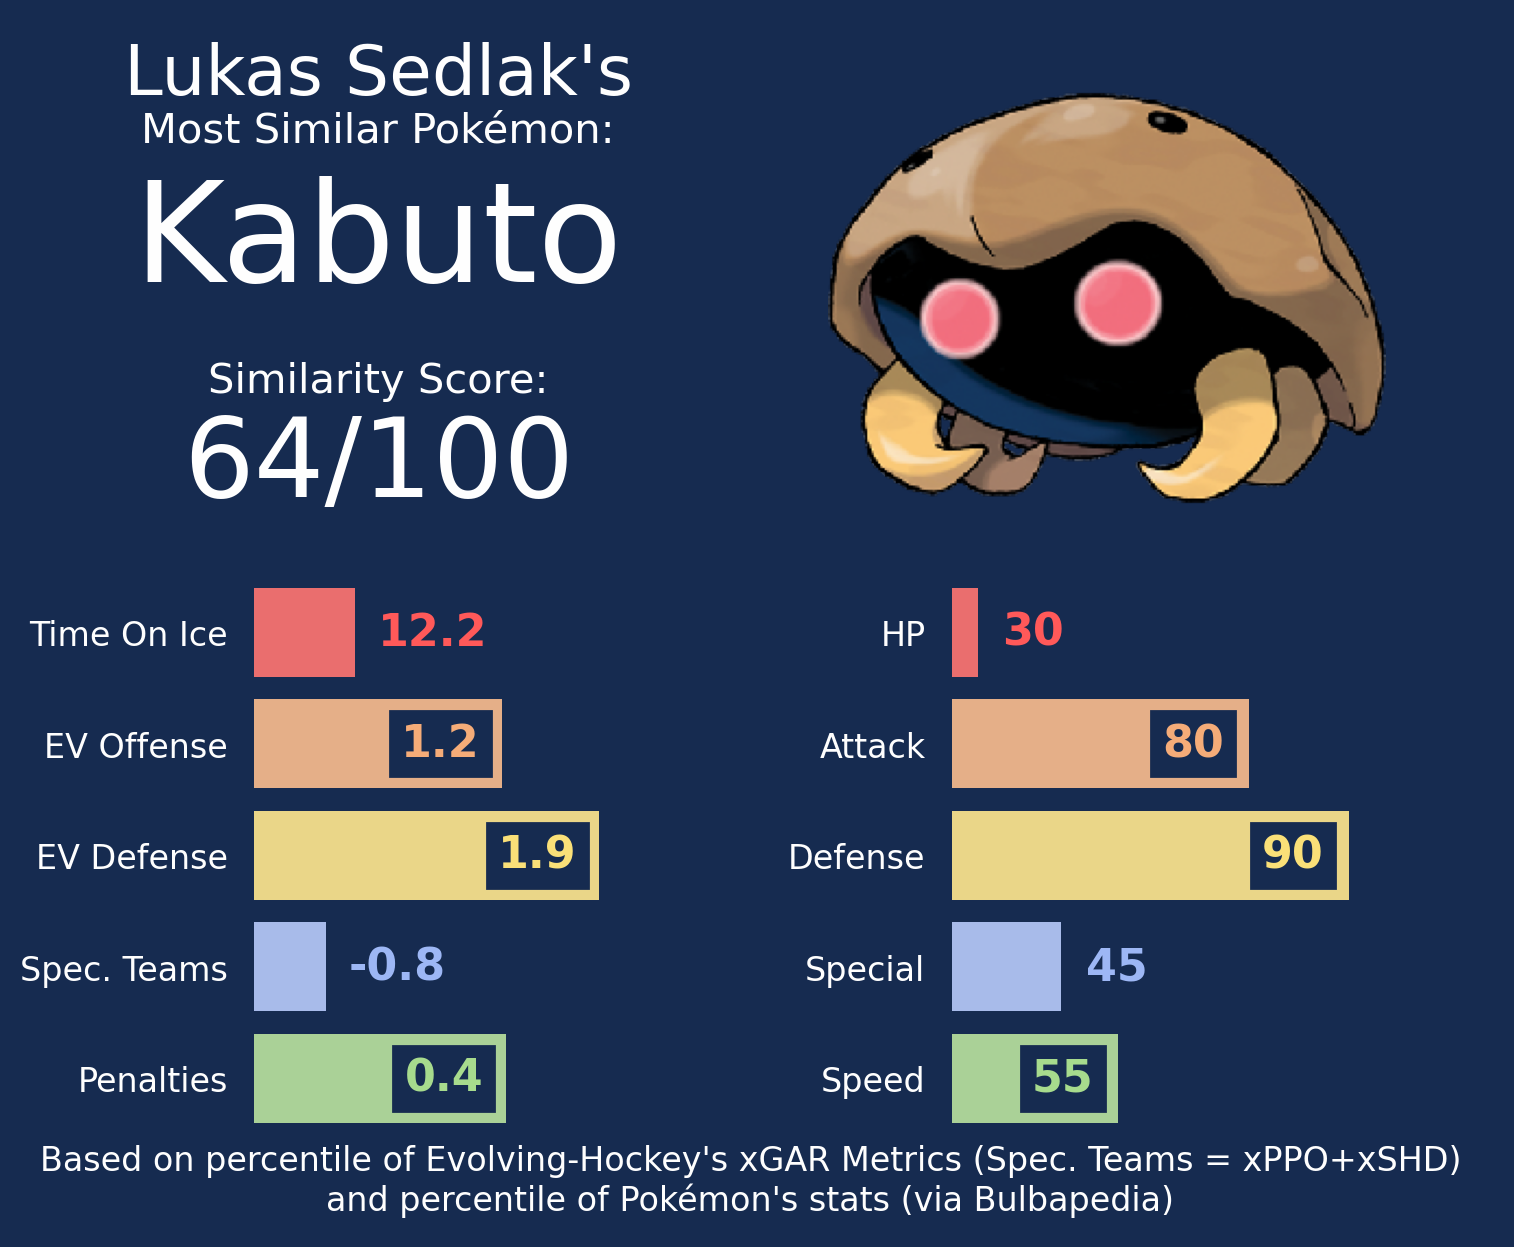 Lukas Sedlak's
Most Similar Pokémon:
Kabuto
Similarity Score:
64/100
Time On Ice 12.2
EV Offense 1.2
EV Defense 1.9
Spec. Teams -0.8
Penalties 0.4
HP 30
Attack 80
Defense 90
Special 45
Speed 55
Based on percentile of Evolving-Hockey's xGAR Metrics (Spec. Teams = xPPO+xSHD)
and percentile of Pokémon's stats (via Bulbapedia)